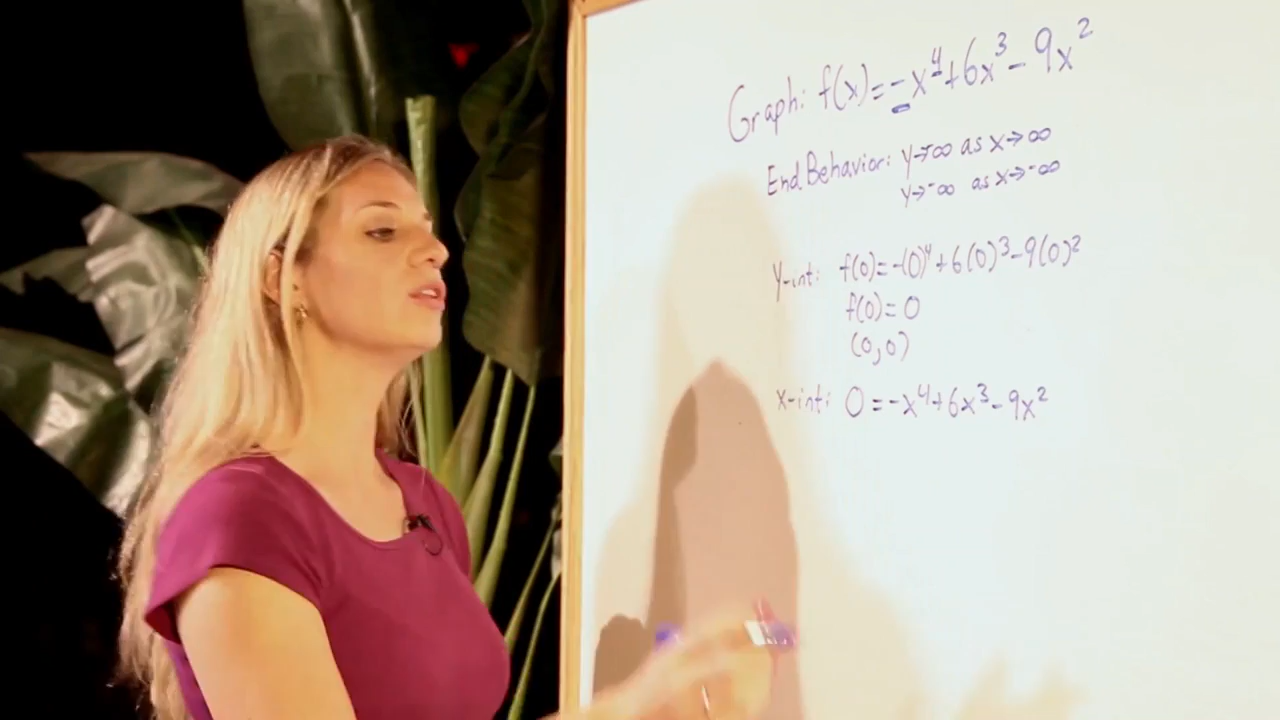 Graph: f(x)=-x⁴+6x³-9x²
End Behavior: y→-∞ as x→∞
y→-∞ as x→-∞
y-int: f(0)=-(0)⁴+6(0)³-9(0)²
f(0)=0
(0,0)
x-int: 0=-x⁴+6x³-9x²